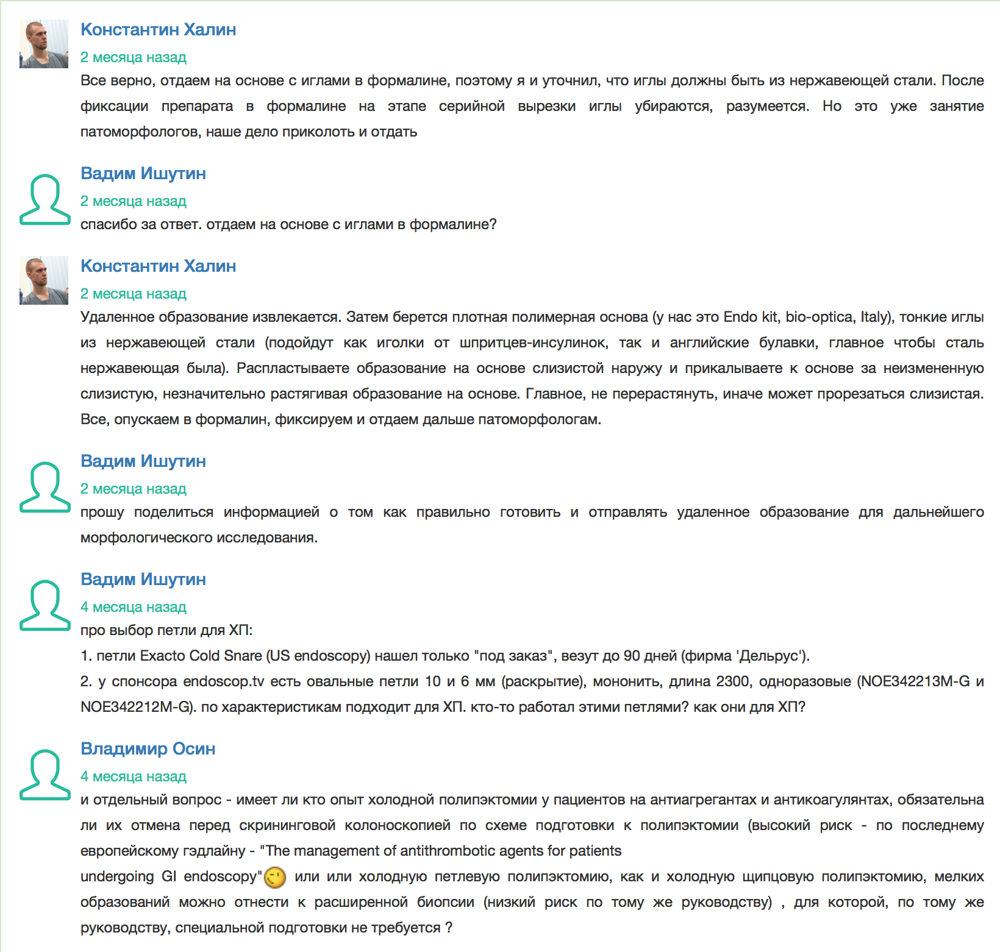 Константин Халин
2 месяца назад
Все верно, отдаем на основе с иглами в формалине, поэтому я и уточнил, что иглы должны быть из нержавеющей стали. После
фиксации препарата в формалине на этапе серийной вырезки иглы убираются, разумеется. Но это уже занятие
патоморфологов, наше дело приколоть и отдать
Вадим Ишутин
2 месяца назад
спасибо за ответ. отдаем на основе с иглами в формалине?
Константин Халин
2 месяца назад
Удаленное образование извлекается. Затем берется плотная полимерная основа (у нас это Endo kit, bio-optica, Italy), тонкие иглы
из нержавеющей стали (подойдут как иголки от шпритцев-инсулинок, так и английские булавки, главное чтобы сталь
нержавеющая была). Распластываете образование на основе слизистой наружу и прикалываете к основе за неизмененную
слизистую, незначительно растягивая образование на основе. Главное, не перерастянуть, иначе может прорезаться слизистая.
Все, опускаем в формалин, фиксируем и отдаем дальше патоморфологам.
Вадим Ишутин
2 месяца назад
прошу поделиться информацией о том как правильно готовить и отправлять удаленное образование для дальнейшего
морфологического исследования.
Вадим Ишутин
4 месяца назад
про выбор петли для ХП:
1. петли Exacto Cold Snare (US endoscopy) нашел только "под заказ", везут до 90 дней (фирма 'Дельрус').
2. у спонсора endoscop.tv есть овальные петли 10 и 6 мм (раскрытие), мононить, длина 2300, одноразовые (NOE342213M-G и
NOE342212M-G). по характеристикам подходит для ХП. кто-то работал этими петлями? как они для ХП?
Владимир Осин
4 месяца назад
и отдельный вопрос - имеет ли кто опыт холодной полипэктомии у пациентов на антиагрегантах и антикоагулянтах, обязательна
ли их отмена перед скрининговой колоноскопией по схеме подготовки к полипэктомии (высокий риск - по последнему
европейскому гэдлайну - "The management of antithrombotic agents for patients
undergoing GI endoscopy" или или холодную петлевую полипэктомию, как и холодную щипцовую полипэктомию, мелких
образований можно отнести к расширенной биопсии (низкий риск по тому же руководству) , для которой, по тому же
руководству, специальной подготовки не требуется ?